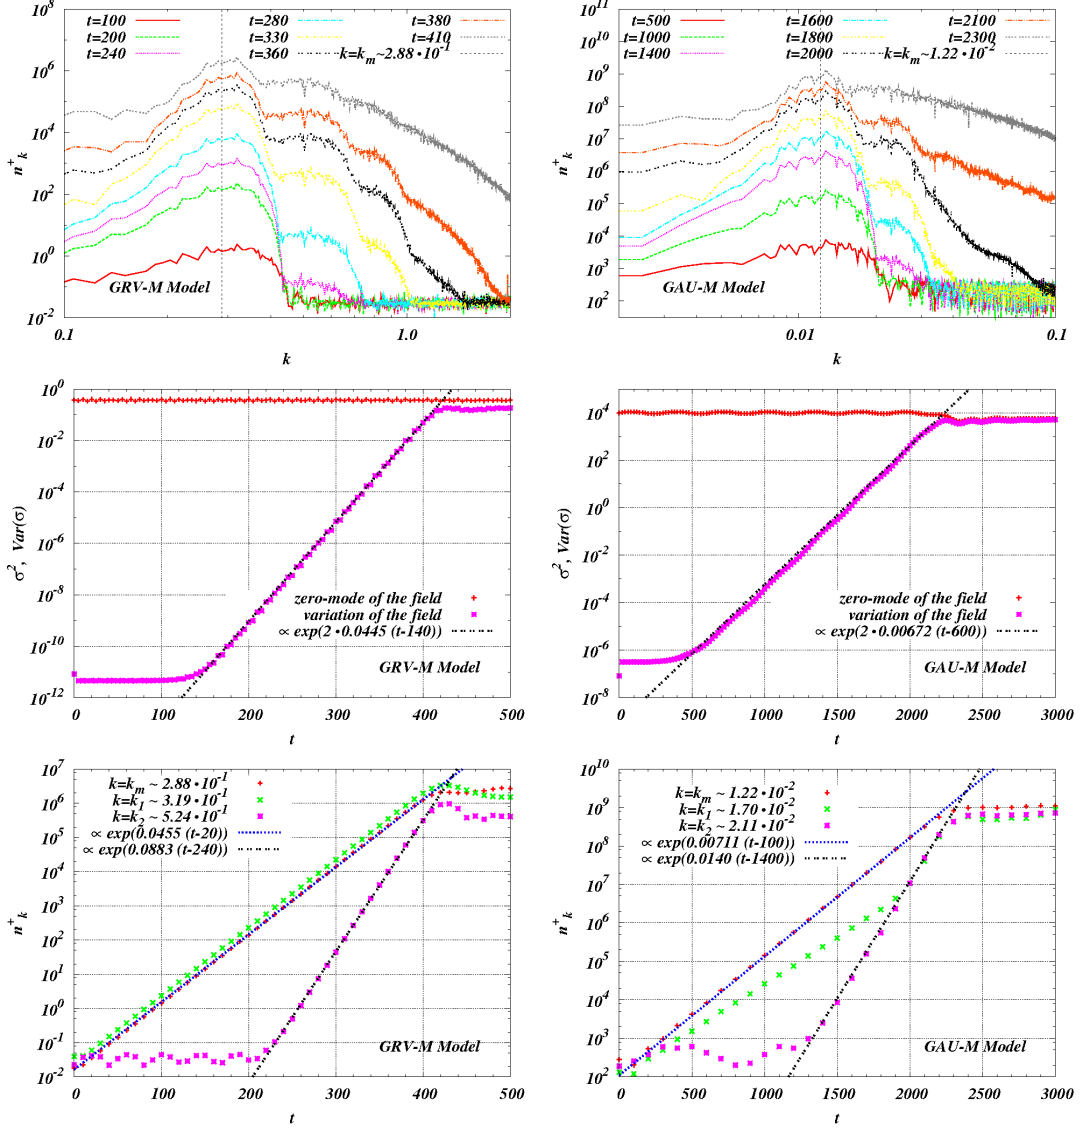 10^8
10^6
10^4
10^2
10^0
10^-2
n^+_k
t=100
t=200
t=240
t=280
t=330
t=360
t=380
t=410
k=k_m~2.88•10^-1
GRV-M Model
0.1
1.0
k
10^11
10^10
10^9
10^8
10^7
10^6
10^5
10^4
10^3
10^2
n^+_k
t=500
t=1000
t=1400
t=1600
t=1800
t=2000
t=2100
t=2300
k=k_m~1.22•10^-2
GAU-M Model
0.01
0.1
k
10^0
10^-2
10^-4
10^-6
10^-8
10^-10
10^-12
σ^2, Var(σ)
zero-mode of the field
variation of the field
∝ exp(2•0.0445 (t-140))
GRV-M Model
0
100
200
300
400
500
t
10^4
10^2
10^0
10^-2
10^-4
10^-6
10^-8
σ^2, Var(σ)
zero-mode of the field
variation of the field
∝ exp(2•0.00672 (t-600))
GAU-M Model
0
500
1000
1500
2000
2500
3000
t
10^7
10^6
10^5
10^4
10^3
10^2
10^1
10^0
10^-1
10^-2
n^+_k
k=k_m ~ 2.88•10^-1
k=k_1 ~ 3.19•10^-1
k=k_2 ~ 5.24•10^-1
∝ exp(0.0455 (t-20))
∝ exp(0.0883 (t-240))
GRV-M Model
0
100
200
300
400
500
t
10^10
10^9
10^8
10^7
10^6
10^5
10^4
10^3
10^2
n^+_k
k=k_m ~ 1.22•10^-2
k=k_1 ~ 1.70•10^-2
k=k_2 ~ 2.11•10^-2
∝ exp(0.00711 (t-100))
∝ exp(0.0140 (t-1400))
GAU-M Model
0
500
1000
1500
2000
2500
3000
t